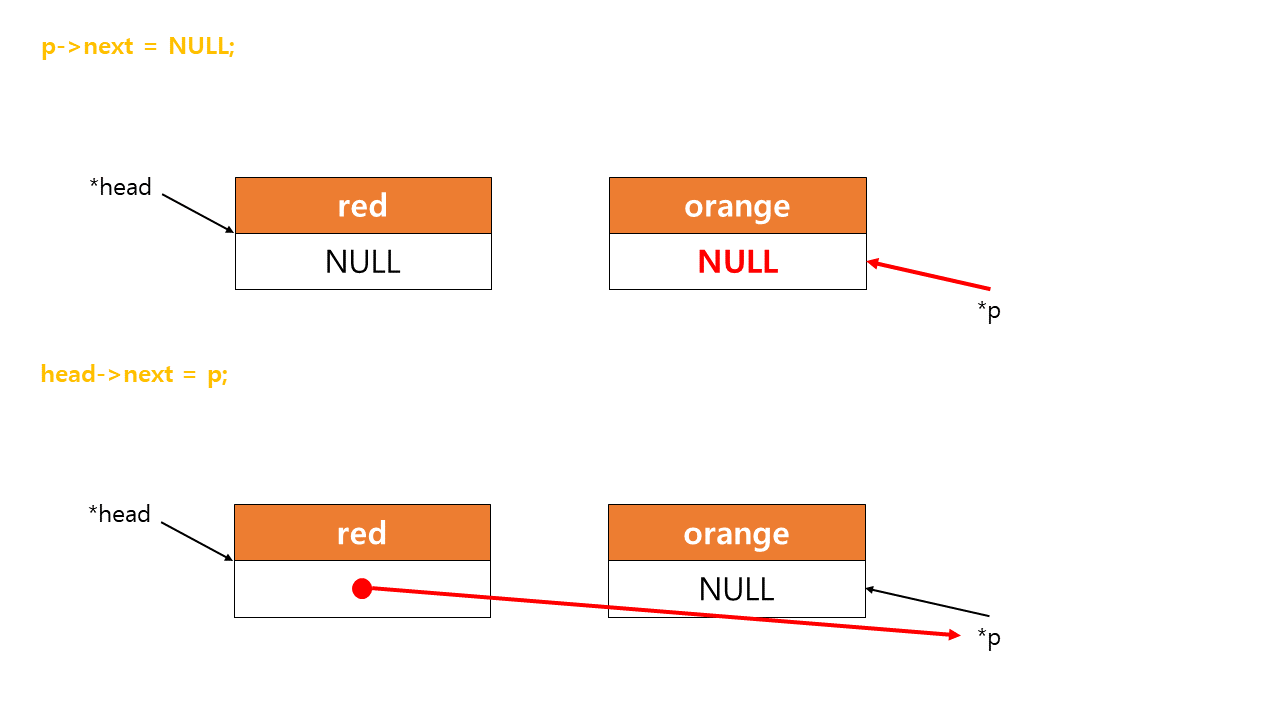 p->next = NULL;
*head
red
orange
NULL
NULL
*p
head->next = p;
*head
red
orange
NULL
*p